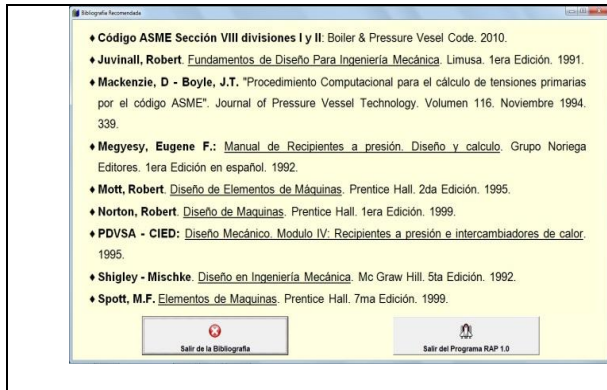 Bibliografia Recomendada
♦ Código ASME Sección VIII divisiones I y II: Boiler & Pressure Vesel Code. 2010.
♦ Juvinall, Robert. Fundamentos de Diseño Para Ingeniería Mecánica. Limusa. 1era Edición. 1991.
♦ Mackenzie, D - Boyle, J.T. "Procedimiento Computacional para el cálculo de tensiones primarias
por el código ASME". Journal of Pressure Vessel Technology. Volumen 116. Noviembre 1994.
339.
♦ Megyesy, Eugene F.: Manual de Recipientes a presión. Diseño y calculo. Grupo Noriega
Editores. 1era Edición en español. 1992.
♦ Mott, Robert. Diseño de Elementos de Máquinas. Prentice Hall. 2da Edición. 1995.
♦ Norton, Robert. Diseño de Maquinas. Prentice Hall. 1era Edición. 1999.
♦ PDVSA - CIED: Diseño Mecánico. Modulo IV: Recipientes a presión e intercambiadores de calor.
1995.
♦ Shigley - Mischke. Diseño en Ingeniería Mecánica. Mc Graw Hill. 5ta Edición. 1992.
♦ Spott, M.F. Elementos de Maquinas. Prentice Hall. 7ma Edición. 1999.
Salir de la Bibliografia
Salir del Programa RAP 1.0